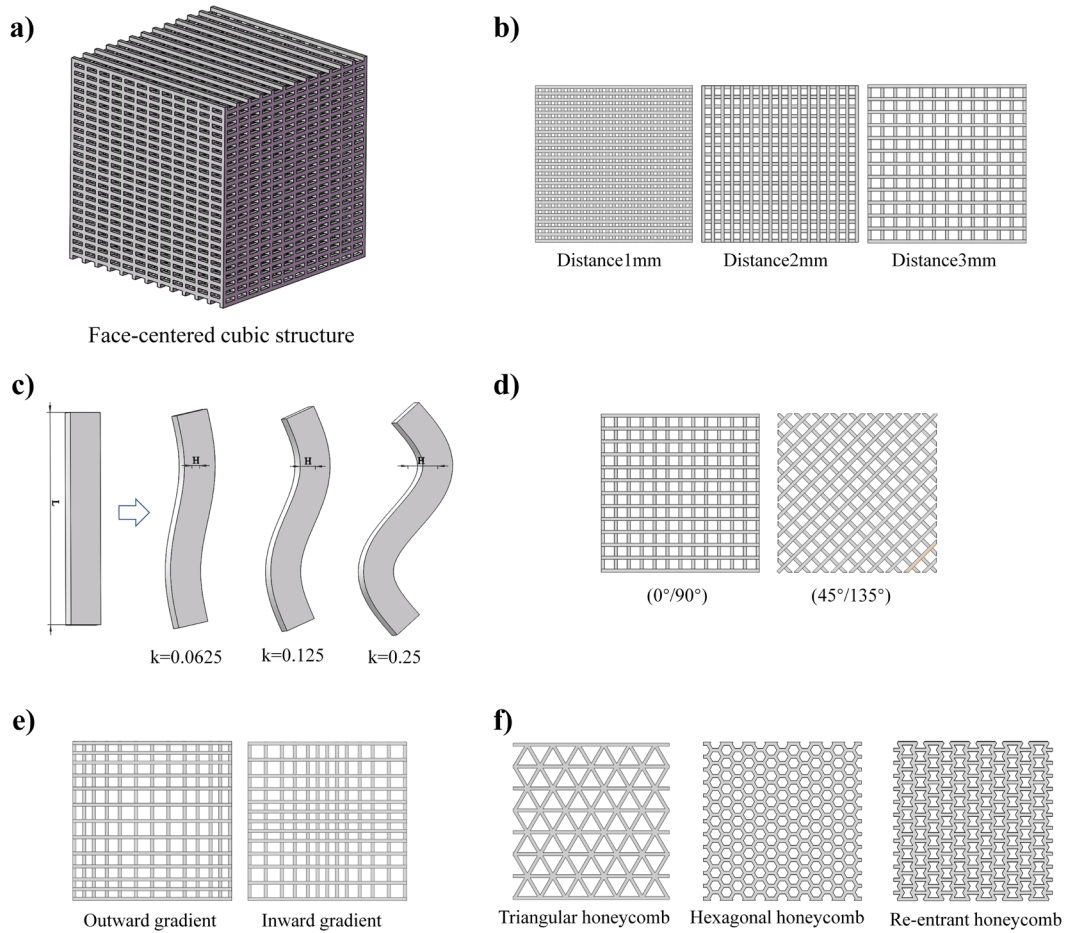 a)
b)
Distance1mm
Distance2mm
Distance3mm
Face-centered cubic structure
c)
d)
L
H
H
H
k=0.0625
k=0.125
k=0.25
(0°/90°)
(45°/135°)
e)
f)
Outward gradient
Inward gradient
Triangular honeycomb
Hexagonal honeycomb
Re-entrant honeycomb